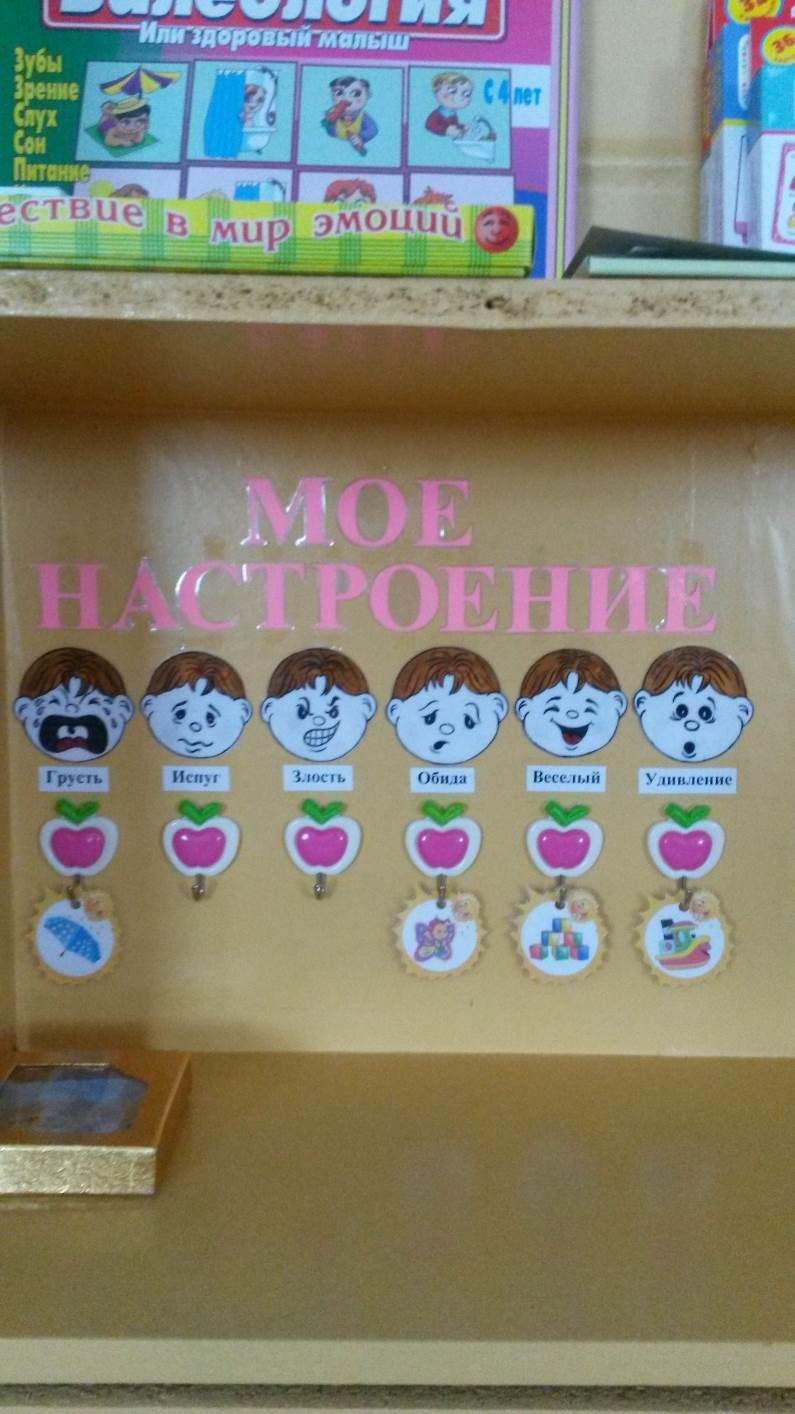 Валеология
Или здоровый малыш
Зубы
Зрение
Слух
Сон
Питание
С 4 лет
ествие в мир эмоций
36
МОЕ
НАСТРОЕНИЕ
Грусть
Испуг
Злость
Обида
Веселый
Удивление